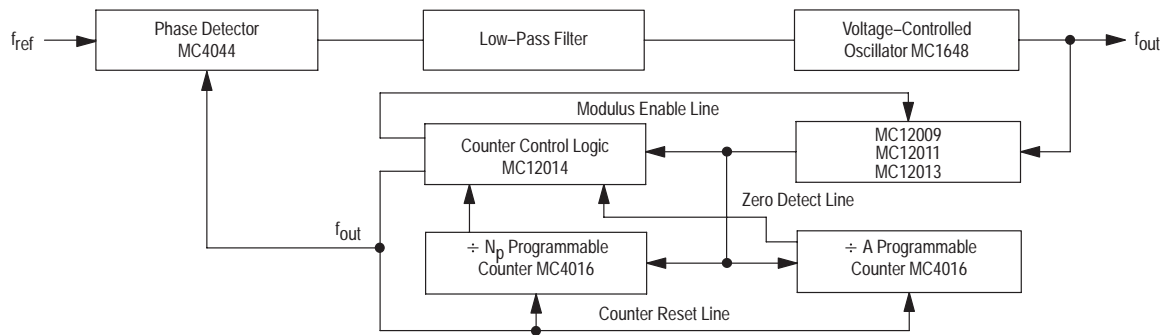 f_ref
Phase Detector
MC4044
Low–Pass Filter
Voltage–Controlled
Oscillator MC1648
f_out
Modulus Enable Line
Counter Control Logic
MC12014
MC12009
MC12011
MC12013
Zero Detect Line
f_out
÷ N_p Programmable
Counter MC4016
÷ A Programmable
Counter MC4016
Counter Reset Line